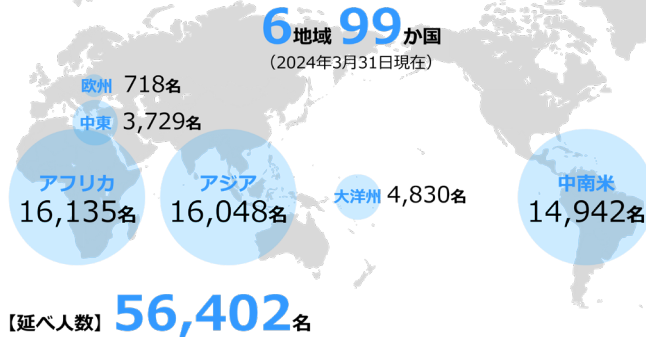 6地域 99か国
（2024年3月31日現在）
欧州 718名
中東 3,729名
アフリカ
16,135名
アジア
16,048名
大洋州 4,830名
中南米
14,942名
【延べ人数】 56,402名